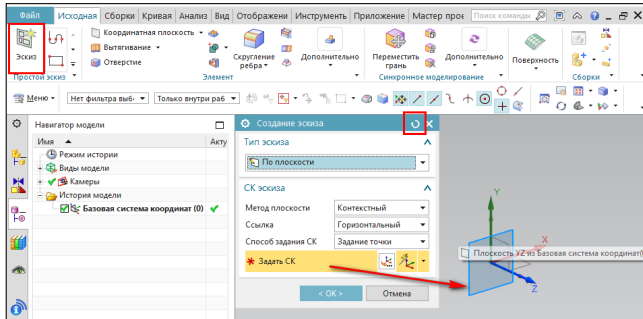 Файл Исходная Сборки Кривая Анализ Вид Отображени Инструменть Приложение Мастер прое Поиск команды
Эскиз
Координатная плоскость
Вытягивание
Отверстие
Скругление ребра
Дополнительно
Переместить грань
Дополнительно
Поверхность
Простой эскиз Элемент Синхронное моделирование Сборки
Меню Нет фильтра выб Только внутри раб
Навигатор модели
Имя Акту
Режим истории
Виды модели
Камеры
История модели
Базовая система координат (0)
Создание эскиза
Тип эскиза
По плоскости
СК эскиза
Метод плоскости Контекстный
Ссылка Горизонтальный
Способ задания СК Задание точки
Задать СК
< OK > Отмена
Y
X
Плоскость YZ из Базовая система координат(
Z